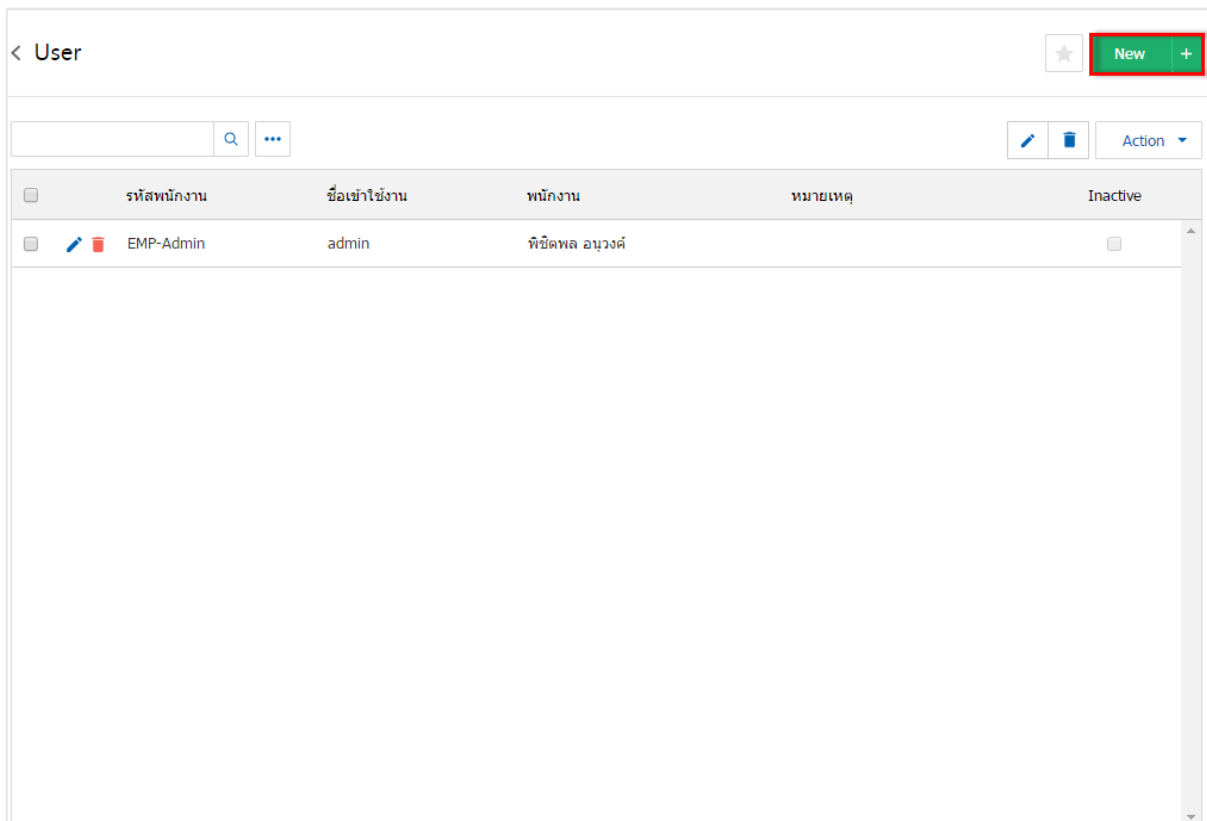 < User
New +
Action
รหัสพนักงาน ชื่อเข้าใช้งาน พนักงาน หมายเหตุ Inactive
EMP-Admin admin พิชิตพล อนุวงค์